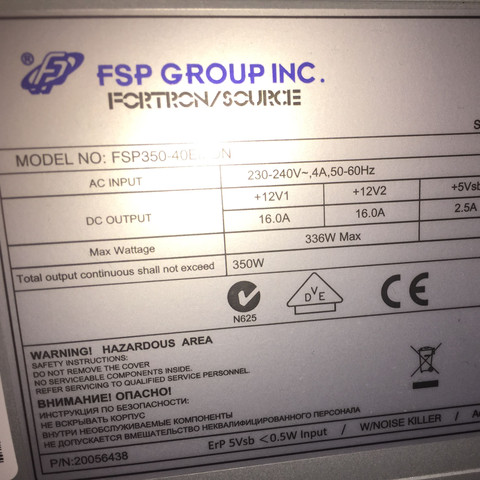 ® FSP GROUP INC.
FORTRON/SOURCE
MODEL NO: FSP350-40
AC INPUT 230-240V~,4A,50-60Hz
DC OUTPUT +12V1 +12V2 +5Vsb
16.0A 16.0A 2.5A
Max Wattage 336W Max
Total output continuous shall not exceed 350W
N625
DVE
CE
WARNING! HAZARDOUS AREA
SAFETY INSTRUCTIONS:
DO NOT REMOVE THE COVER
NO SERVICEABLE COMPONENTS INSIDE.
REFER SERVICING TO QUALIFIED SERVICE PERSONNEL.
ВНИМАНИЕ! ОПАСНО!
ИНСТРУКЦИЯ ПО БЕЗОПАСНОСТИ:
НЕ ВСКРЫВАТЬ КОРПУС
ВНУТРИ НЕОБСЛУЖИВАЕМЫЕ КОМПОНЕНТЫ
НЕ ДОПУСКАЕТСЯ ВМЕШАТЕЛЬСТВО НЕКВАЛИФИЦИРОВАННОГО ПЕРСОНАЛА
ErP 5Vsb <0.5W Input / W/NOISE KILLER /
P/N:20056438